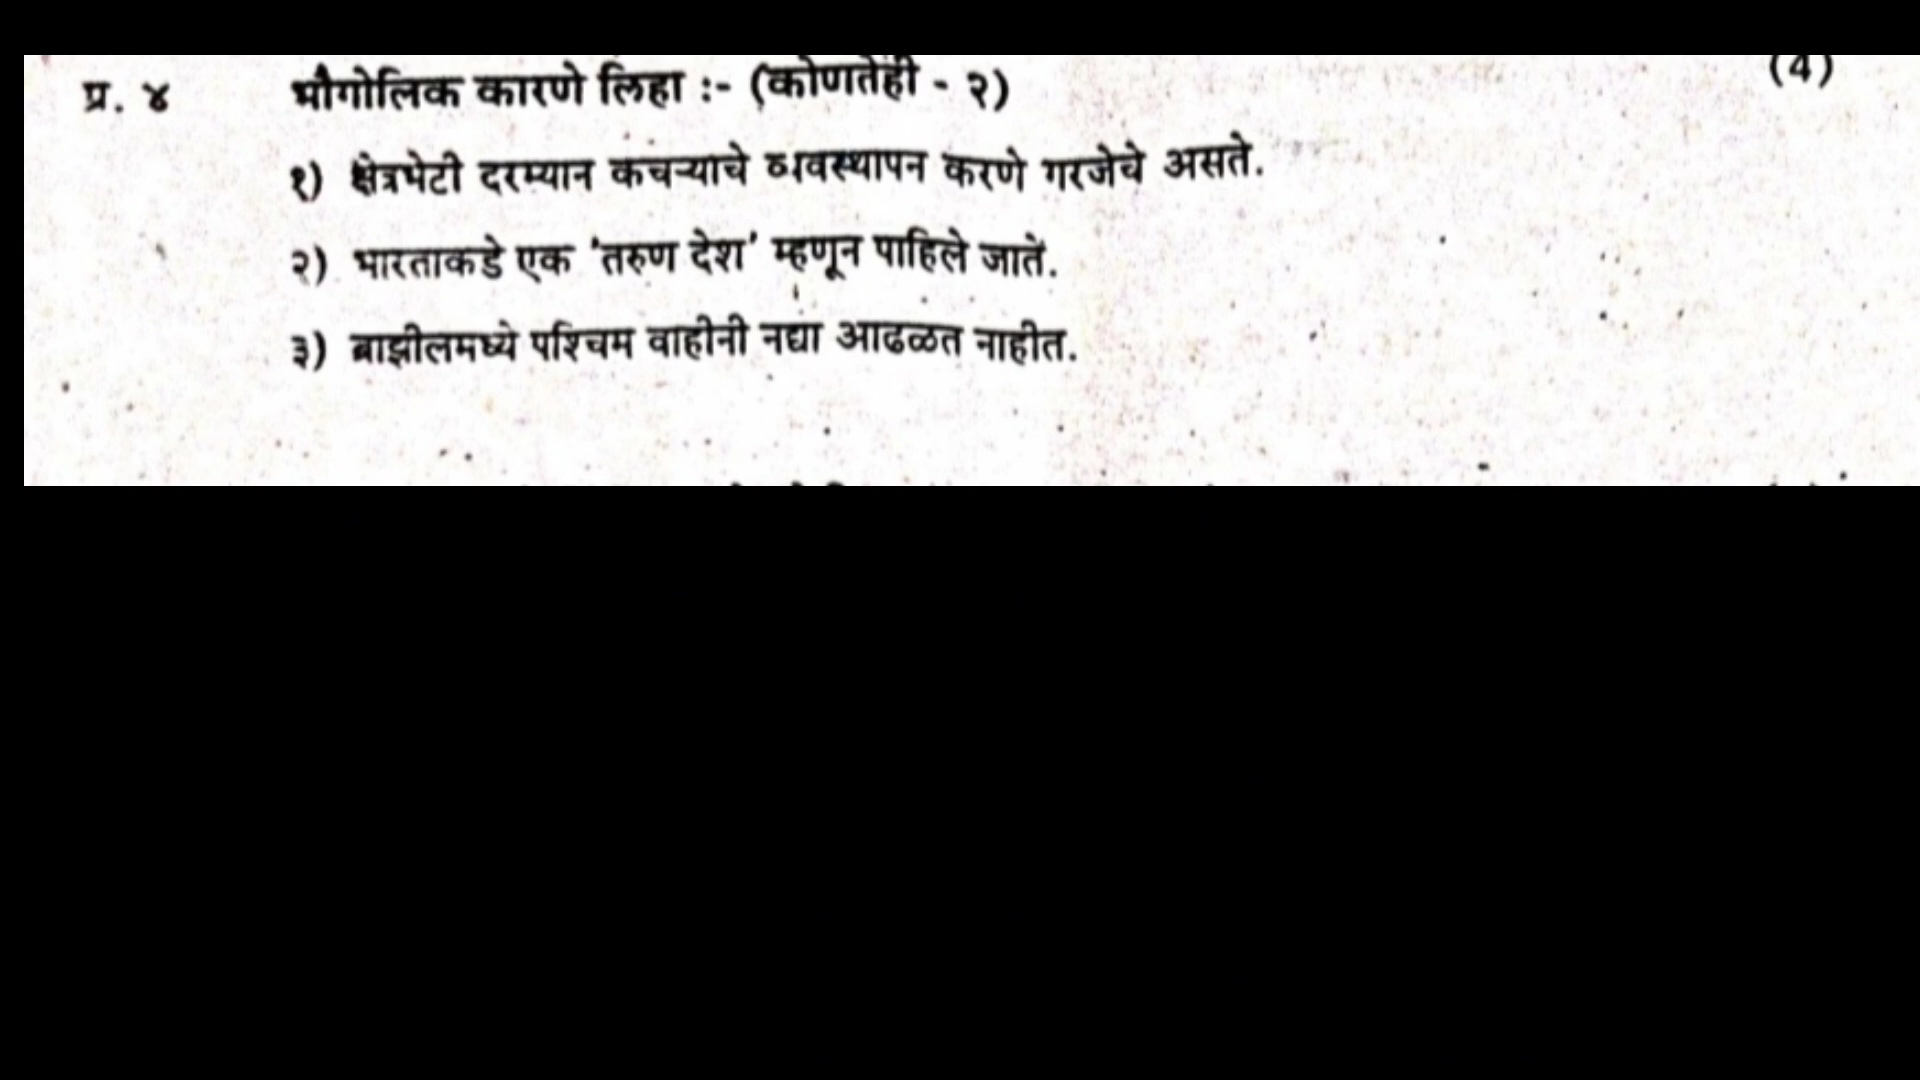 प्र. ४ भौगोलिक कारणे लिहा :- (कोणतेही - २) (4)
१) क्षेत्रभेटी दरम्यान कचऱ्याचे व्यवस्थापन करणे गरजेचे असते.
२) भारताकडे एक 'तरुण देश' म्हणून पाहिले जाते.
३) ब्राझीलमध्ये पश्चिम वाहीनी नद्या आढळत नाहीत.